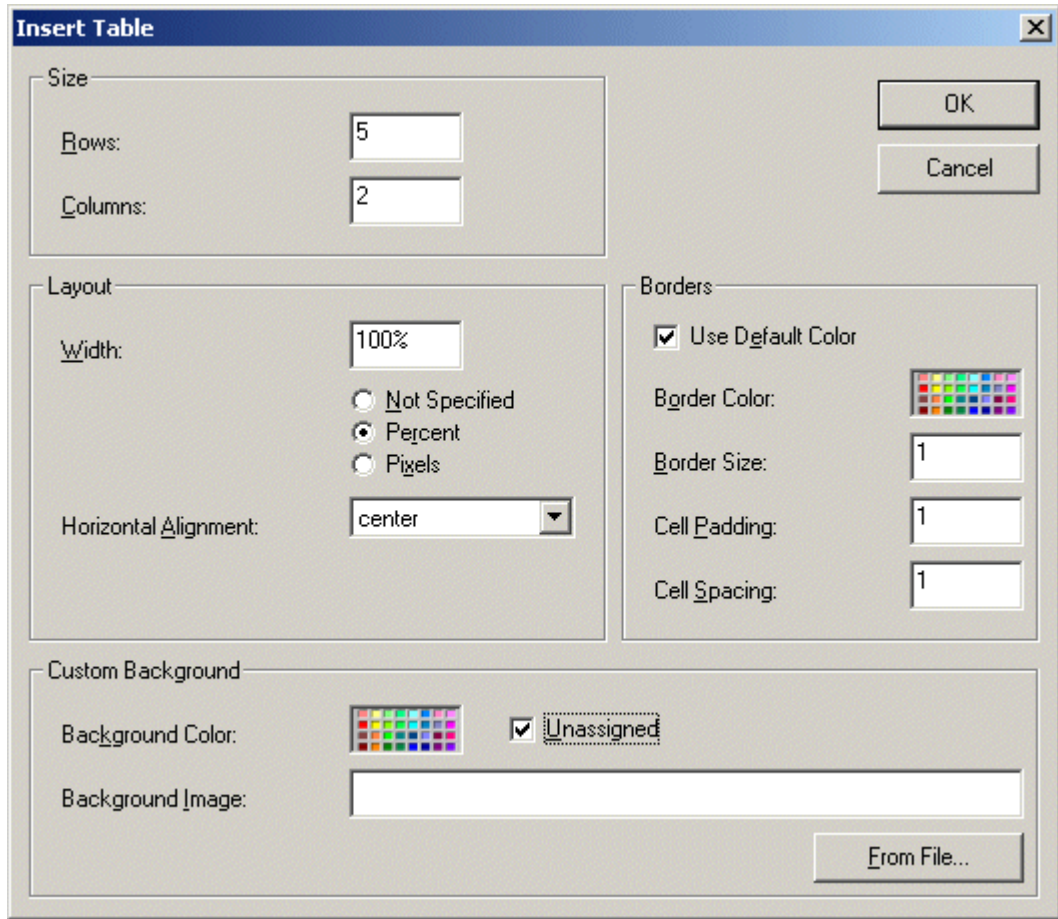 Insert Table
Size
Rows: 5
Columns: 2
OK
Cancel
Layout
Width: 100%
Not Specified
Percent
Pixels
Horizontal Alignment: center
Borders
Use Default Color
Border Color:
Border Size: 1
Cell Padding: 1
Cell Spacing: 1
Custom Background
Background Color: Unassigned
Background Image:
From File...